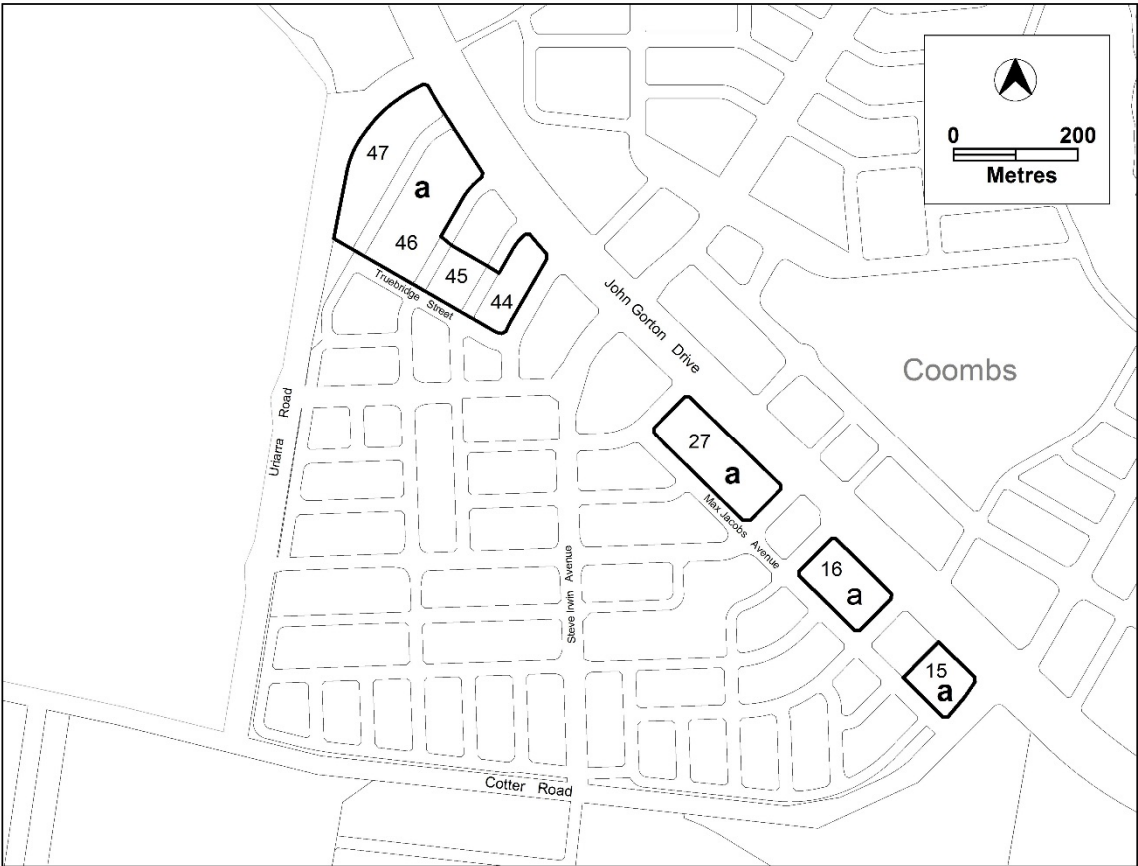 0 200
Metres
47
a
46
45
44
Truebridge Street
John Gorton Drive
Coombs
Uriarra Road
27
a
Max Jacobs Avenue
16
a
Steve Irwin Avenue
15
a
Cotter Road